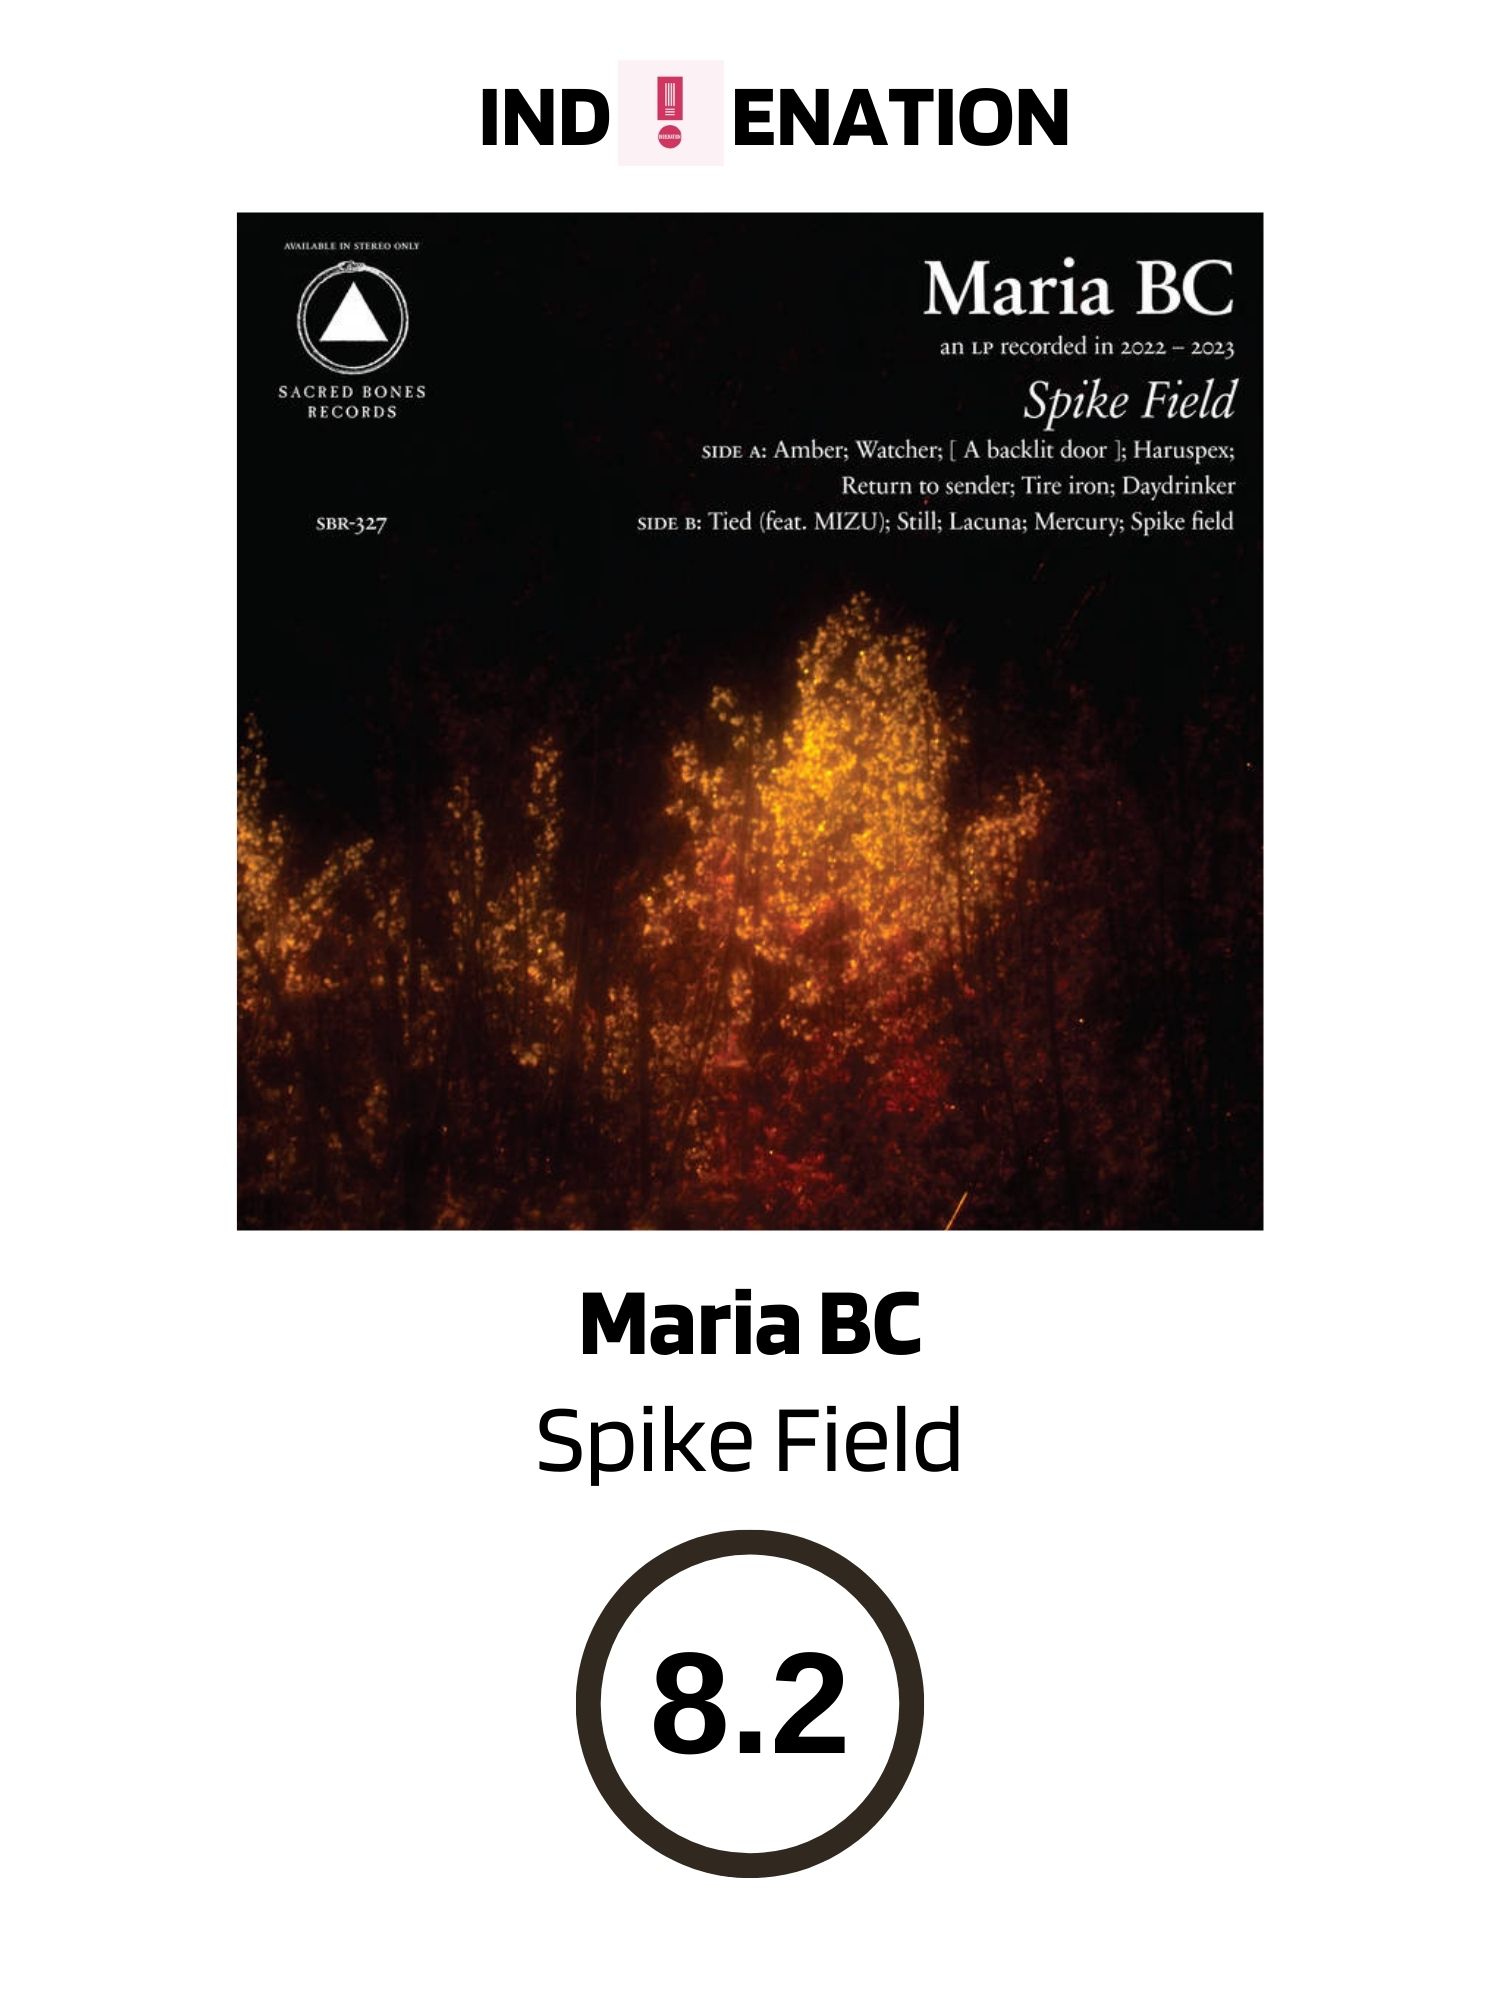 IND ENATION
AVAILABLE IN STEREO ONLY
SACRED BONES
RECORDS
SBR-327
Maria BC
an LP recorded in 2022 – 2023
Spike Field
SIDE A: Amber; Watcher; [ A backlit door ]; Haruspex;
Return to sender; Tire iron; Daydrinker
SIDE B: Tied (feat. MIZU); Still; Lacuna; Mercury; Spike field
Maria BC
Spike Field
8.2